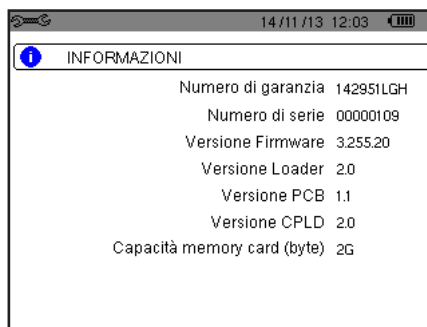 14/11/13 12:03
INFORMAZIONI
Numero di garanzia 142951LGH
Numero di serie 00000109
Versione Firmware 3.255.20
Versione Loader 2.0
Versione PCB 1.1
Versione CPLD 2.0
Capacità memory card (byte) 2G